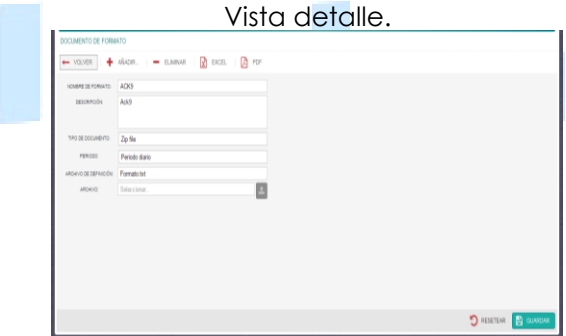 Vista detalle.
DOCUMENTO DE FORMATO
VOLVER AÑADIR.. ELIMINAR EXCEL PDF
NOMBRE DE FORMATO: ACK9
DESCRIPCIÓN: Ack9
TIPO DE DOCUMENTO: Zip file
PERIODO: Periodo diario
ARCHIVO DE DEFINICIÓN: Formato.txt
ARCHIVO: Seleccionar...
RESETEAR GUARDAR